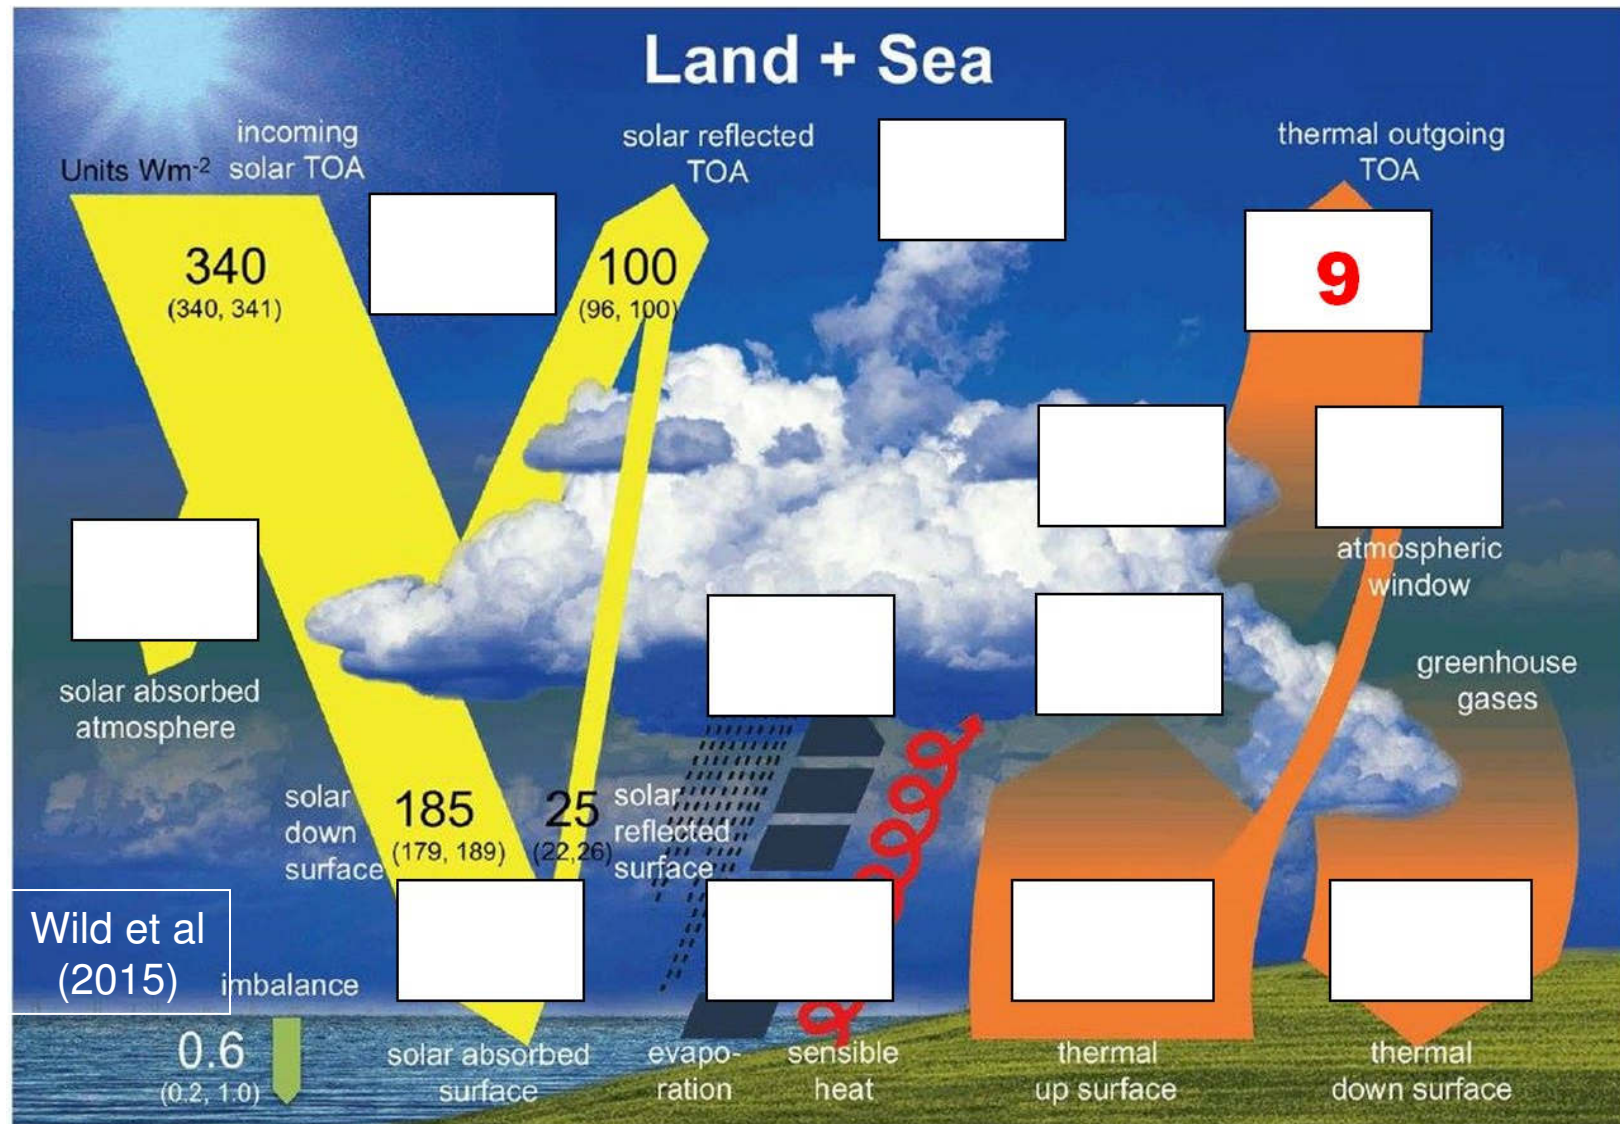 Land + Sea
incoming
solar TOA
Units Wm-2
solar reflected
TOA
thermal outgoing
TOA
340
(340, 341)
100
(96, 100)
9
atmospheric
window
greenhouse
gases
solar absorbed
atmosphere
solar
down
surface
185
(179, 189)
25
(22,26)
solar
reflected
surface
Wild et al
(2015)
imbalance
0.6
(0.2, 1.0)
solar absorbed
surface
evapo-
ration
sensible
heat
thermal
up surface
thermal
down surface